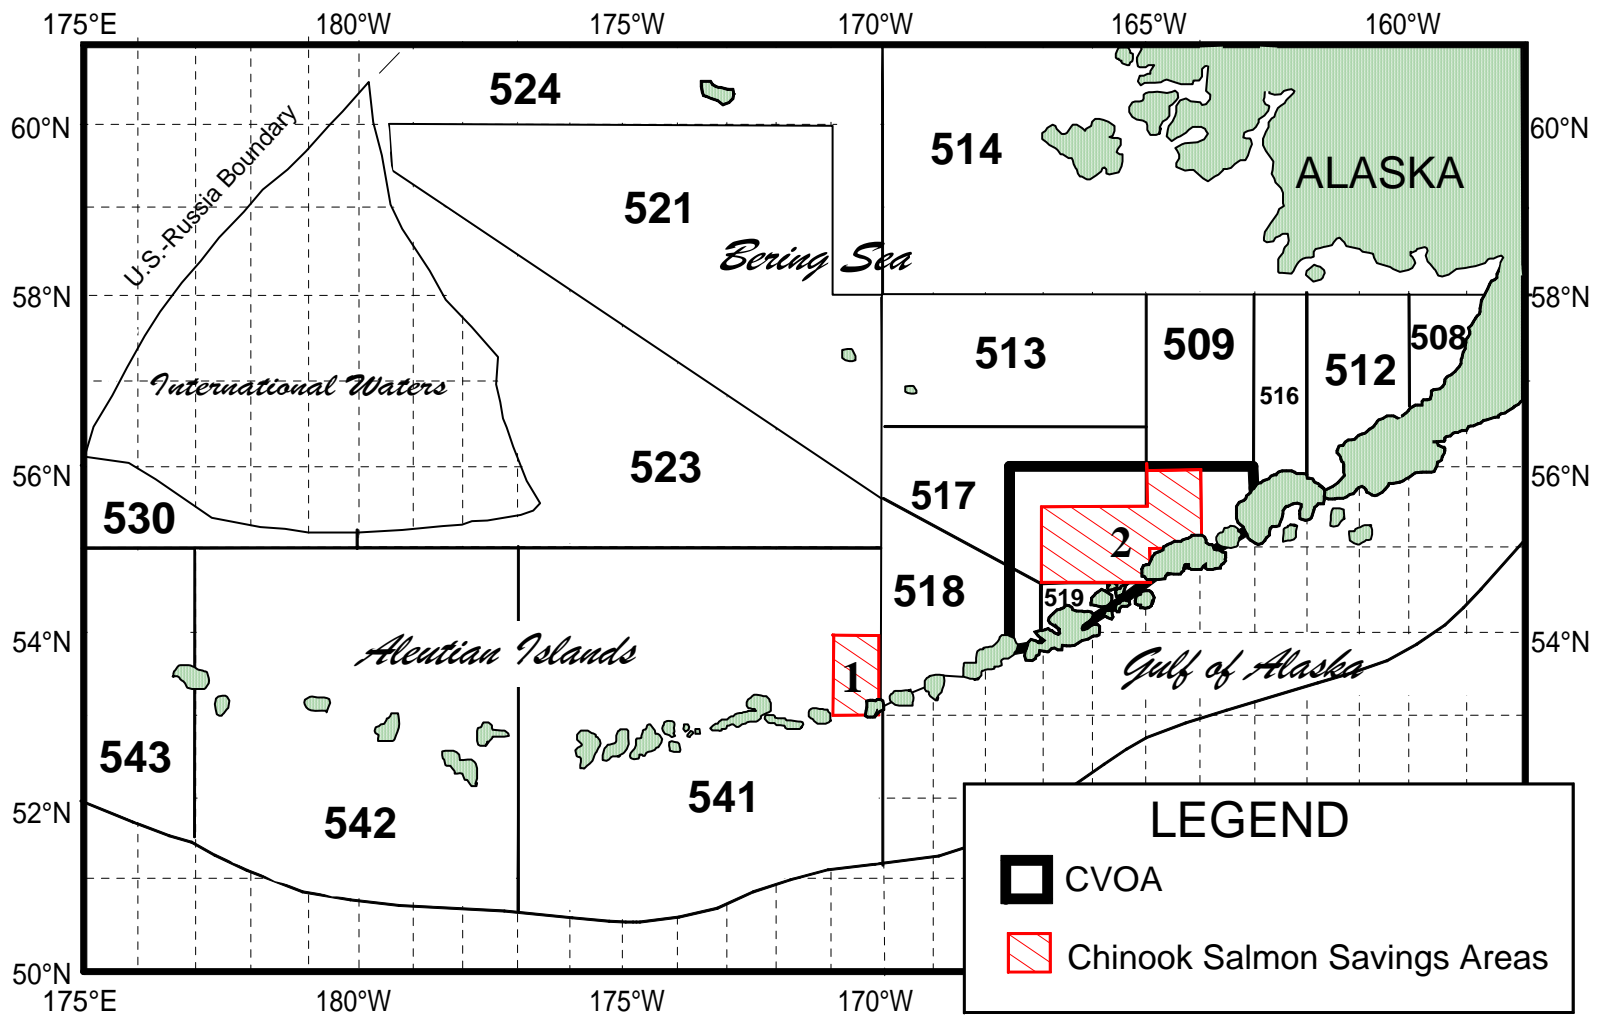 175°E 180°W 175°W 170°W 165°W 160°W
524
60°N
60°N
514
U.S.-Russia Boundary
ALASKA
521
Bering Sea
58°N
58°N
513
509
508
512
516
International Waters
523
56°N
56°N
517
530
2
518
519
54°N
54°N
Aleutian Islands
1
Gulf of Alaska
543
541
542
52°N
LEGEND
CVOA
Chinook Salmon Savings Areas
50°N
175°E 180°W 175°W 170°W